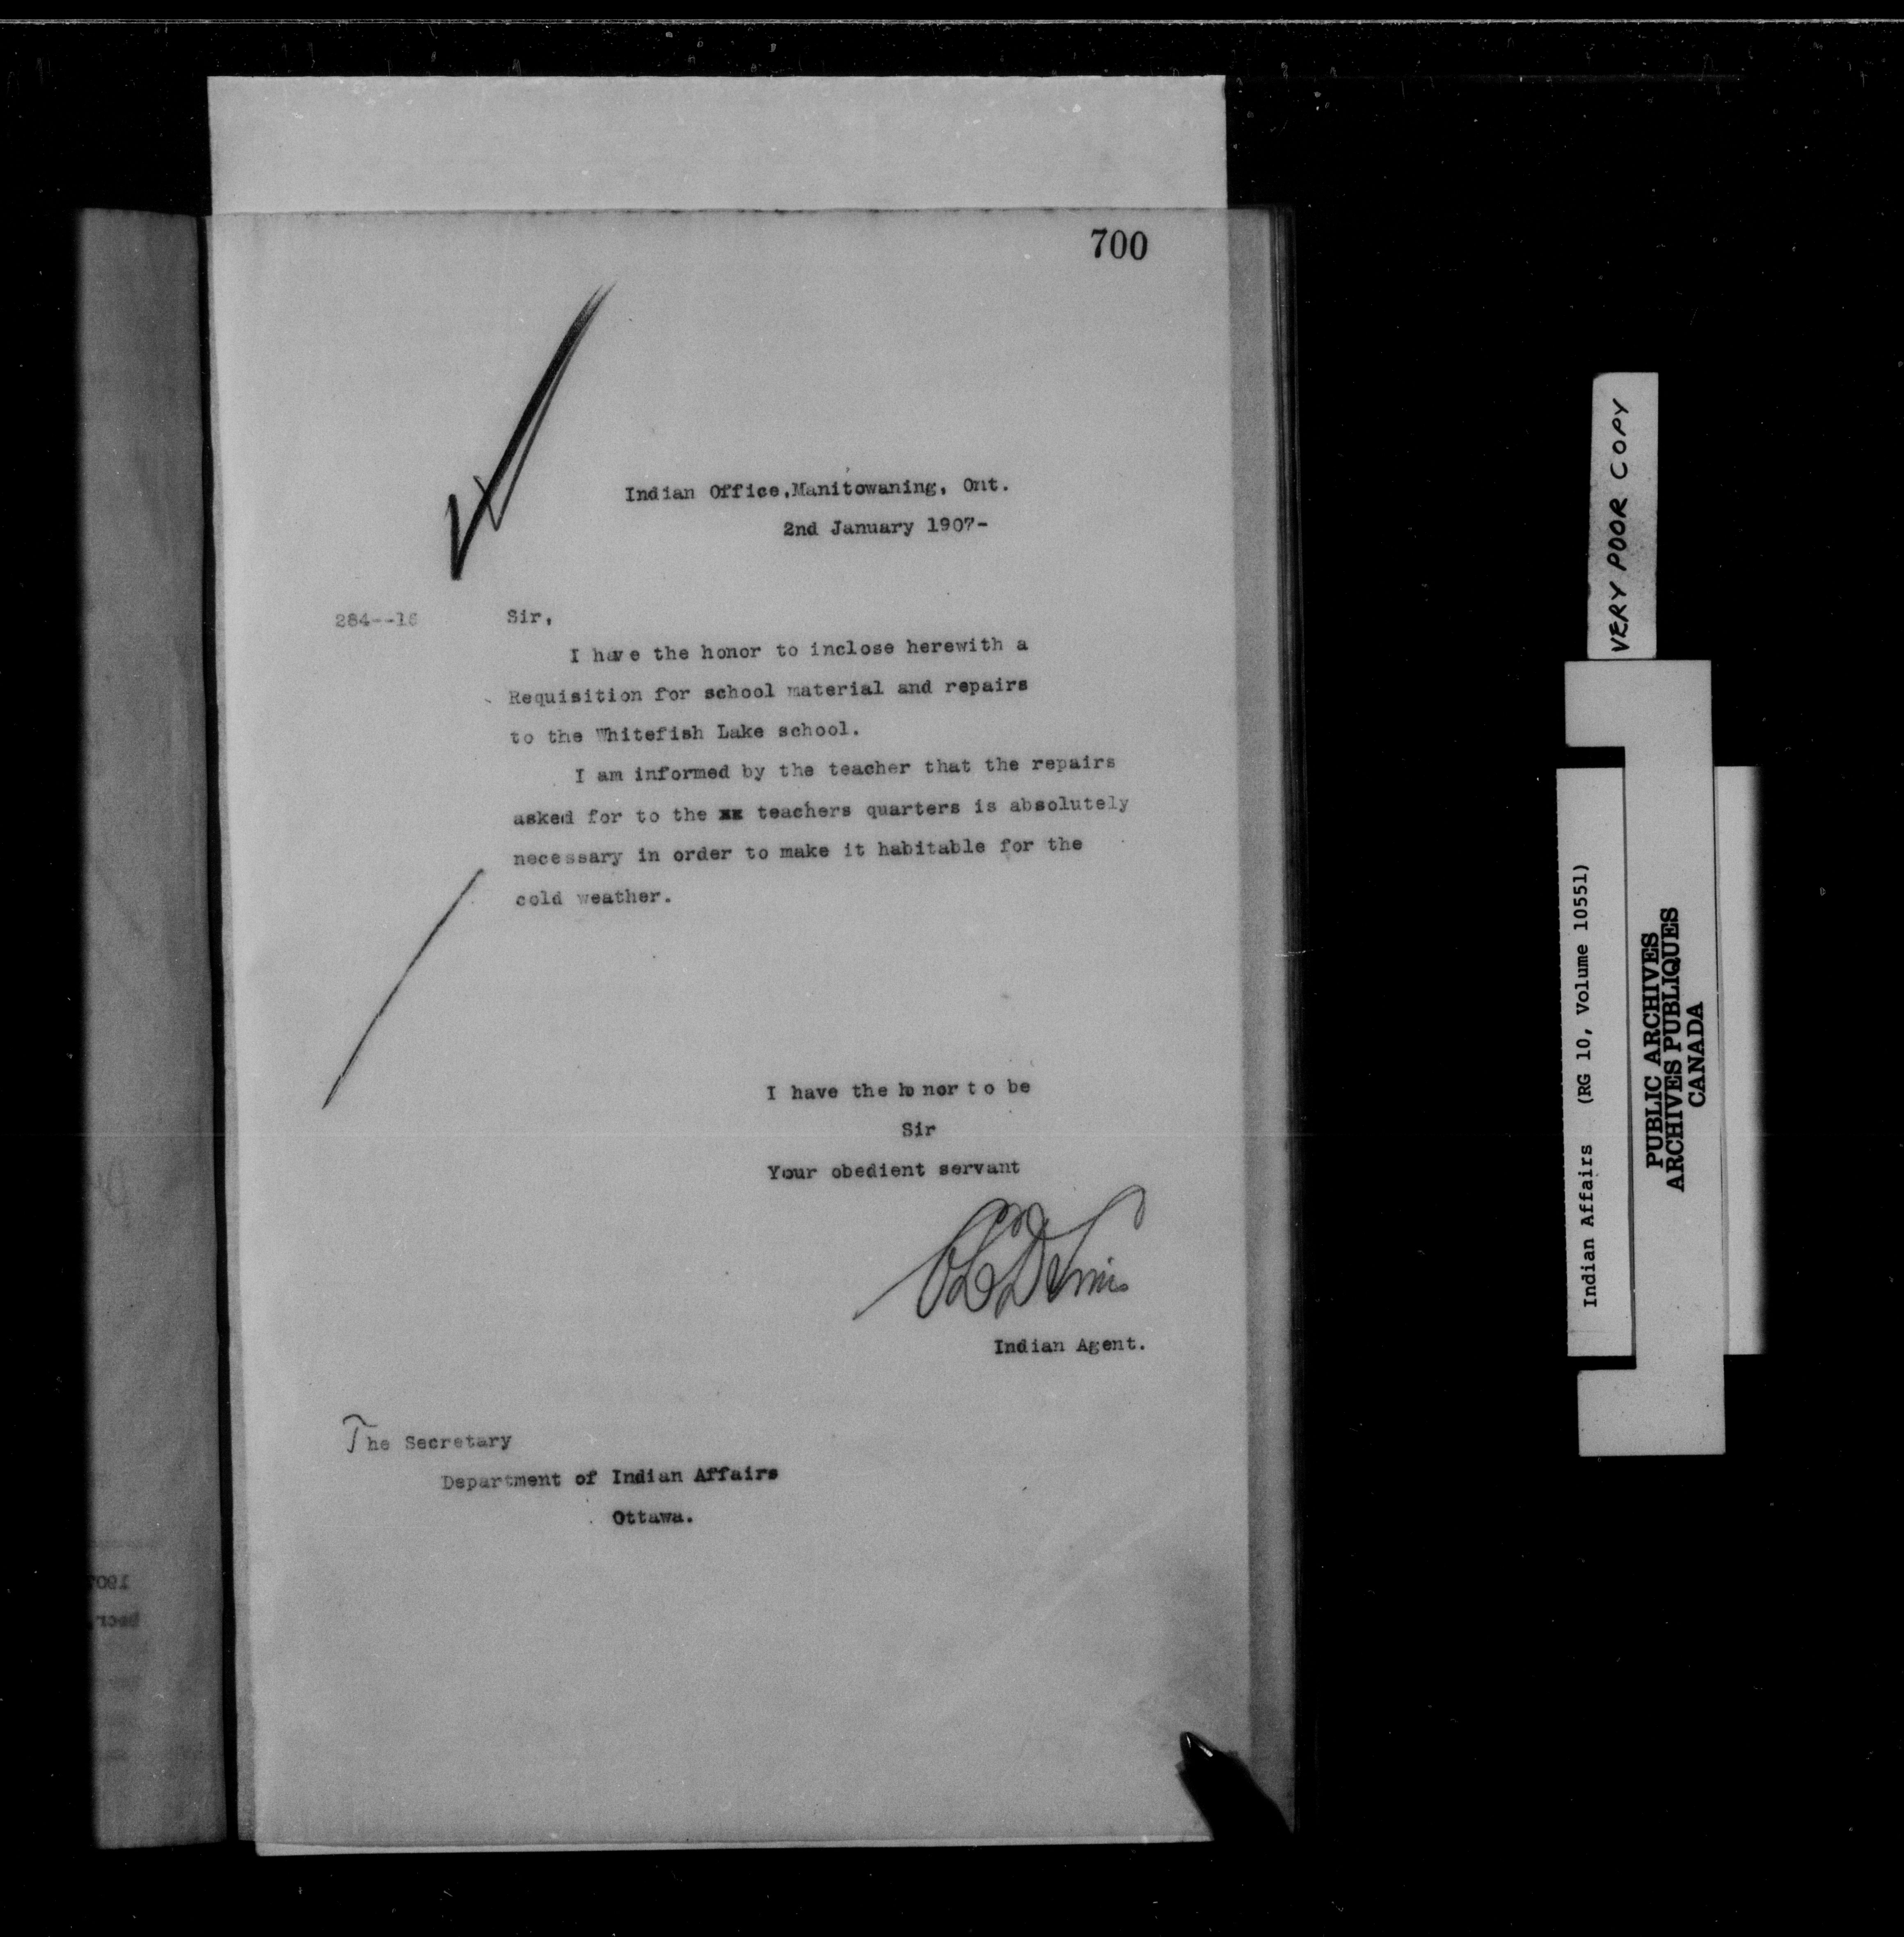 700
Indian Office,Manitowaning, Ont.
2nd January 1907-
284--16
Sir,
I have the honor to inclose herewith a
Requisition for school material and repairs
to the Whitefish Lake school.
I am informed by the teacher that the repairs
asked for to the xx teachers quarters is absolutely
necessary in order to make it habitable for the
cold weather.
I have the honor to be
Sir
Your obedient servant
Indian Agent.
The Secretary
Department of Indian Affairs
Ottawa.
VERY POOR COPY
Indian Affairs (RG 10, Volume 10551)
PUBLIC ARCHIVES
ARCHIVES PUBLIQUES
CANADA